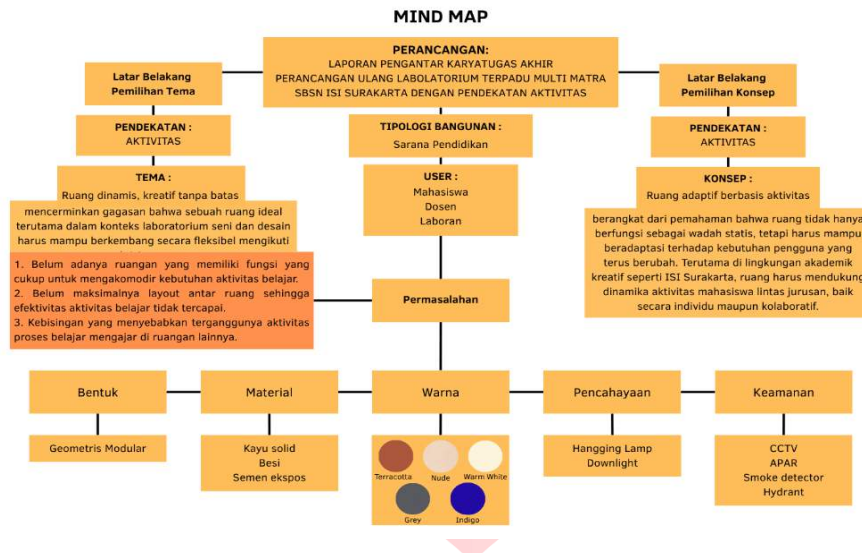 MIND MAP
PERANCANGAN:
LAPORAN PENGANTAR KARYATUGAS AKHIR
PERANCANGAN ULANG LABOLATORIUM TERPADU MULTI MATRA
SBSN ISI SURAKARTA DENGAN PENDEKATAN AKTIVITAS
Latar Belakang
Pemilihan Tema
PENDEKATAN :
AKTIVITAS
TEMA :
Ruang dinamis, kreatif tanpa batas
mencerminkan gagasan bahwa sebuah ruang ideal
terutama dalam konteks laboratorium seni dan desain
harus mampu berkembang secara fleksibel mengikuti
TIPOLOGI BANGUNAN :
Sarana Pendidikan
USER :
Mahasiswa
Dosen
Laboran
Latar Belakang
Pemilihan Konsep
PENDEKATAN :
AKTIVITAS
KONSEP :
Ruang adaptif berbasis aktivitas
berangkat dari pemahaman bahwa ruang tidak hanya
berfungsi sebagai wadah statis, tetapi harus mampu
beradaptasi terhadap kebutuhan pengguna yang
terus berubah. Terutama di lingkungan akademik
kreatif seperti ISI Surakarta, ruang harus mendukung
dinamika aktivitas mahasiswa lintas jurusan, baik
secara individu maupun kolaboratif.
1. Belum adanya ruangan yang memiliki fungsi yang
cukup untuk mengakomodir kebutuhan aktivitas belajar.
2. Belum maksimalnya layout antar ruang sehingga
efektivitas aktivitas belajar tidak tercapai.
3. Kebisingan yang menyebabkan terganggunya aktivitas
proses belajar mengajar di ruangan lainnya.
Permasalahan
Bentuk
Geometris Modular
Material
Kayu solid
Besi
Semen ekspos
Warna
Terracotta
Nude
Warm White
Grey
Indigo
Pencahayaan
Hangging Lamp
Downlight
Keamanan
CCTV
APAR
Smoke detector
Hydrant